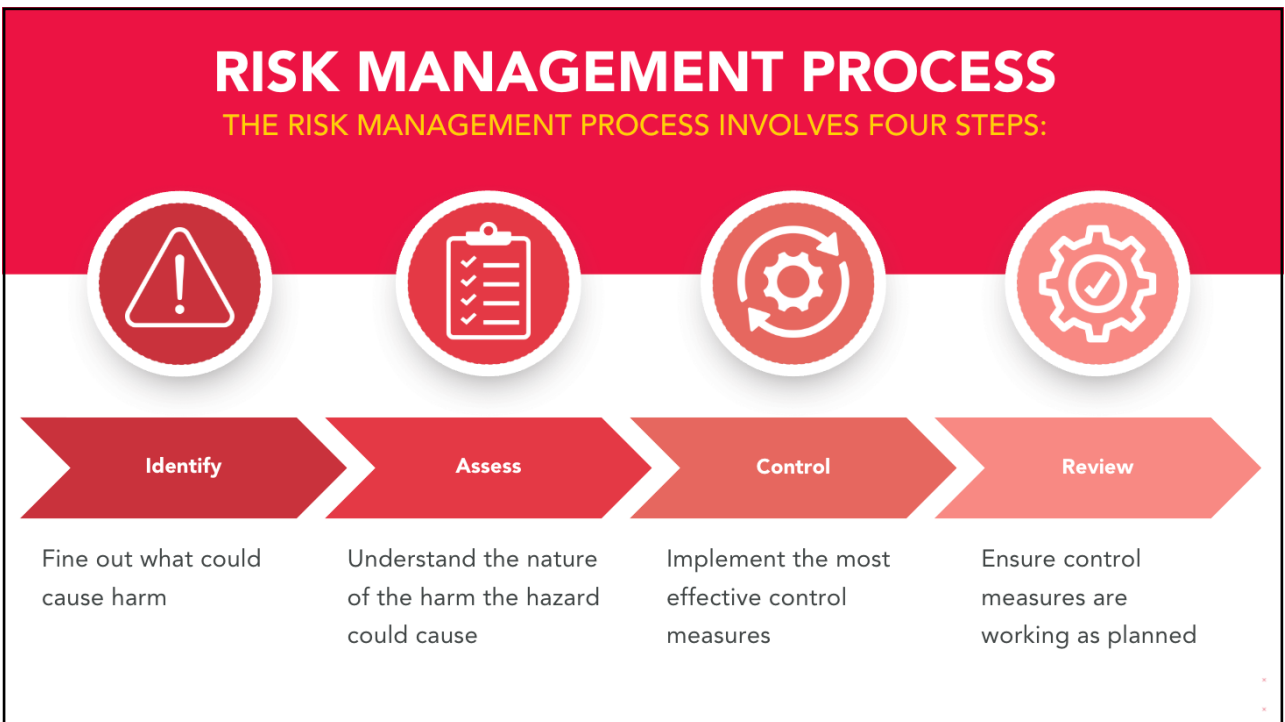 RISK MANAGEMENT PROCESS
THE RISK MANAGEMENT PROCESS INVOLVES FOUR STEPS:
Identify
Assess
Control
Review
Fine out what could
cause harm
Understand the nature
of the harm the hazard
could cause
Implement the most
effective control
measures
Ensure control
measures are
working as planned